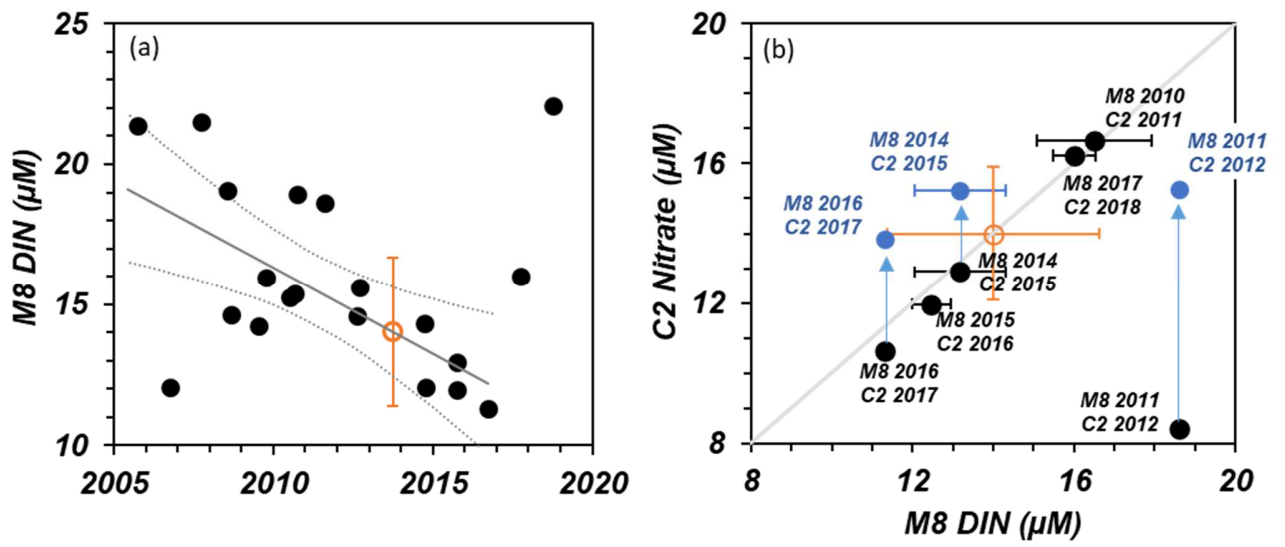 (a)
25
20
15
10
M8 DIN (μM)
2005
2010
2015
2020
(b)
20
16
12
8
C2 Nitrate (μM)
M8 2010
C2 2011
M8 2014
C2 2015
M8 2011
C2 2012
M8 2017
C2 2018
M8 2016
C2 2017
M8 2014
C2 2015
M8 2015
C2 2016
M8 2016
C2 2017
M8 2011
C2 2012
8
12
16
20
M8 DIN (μM)